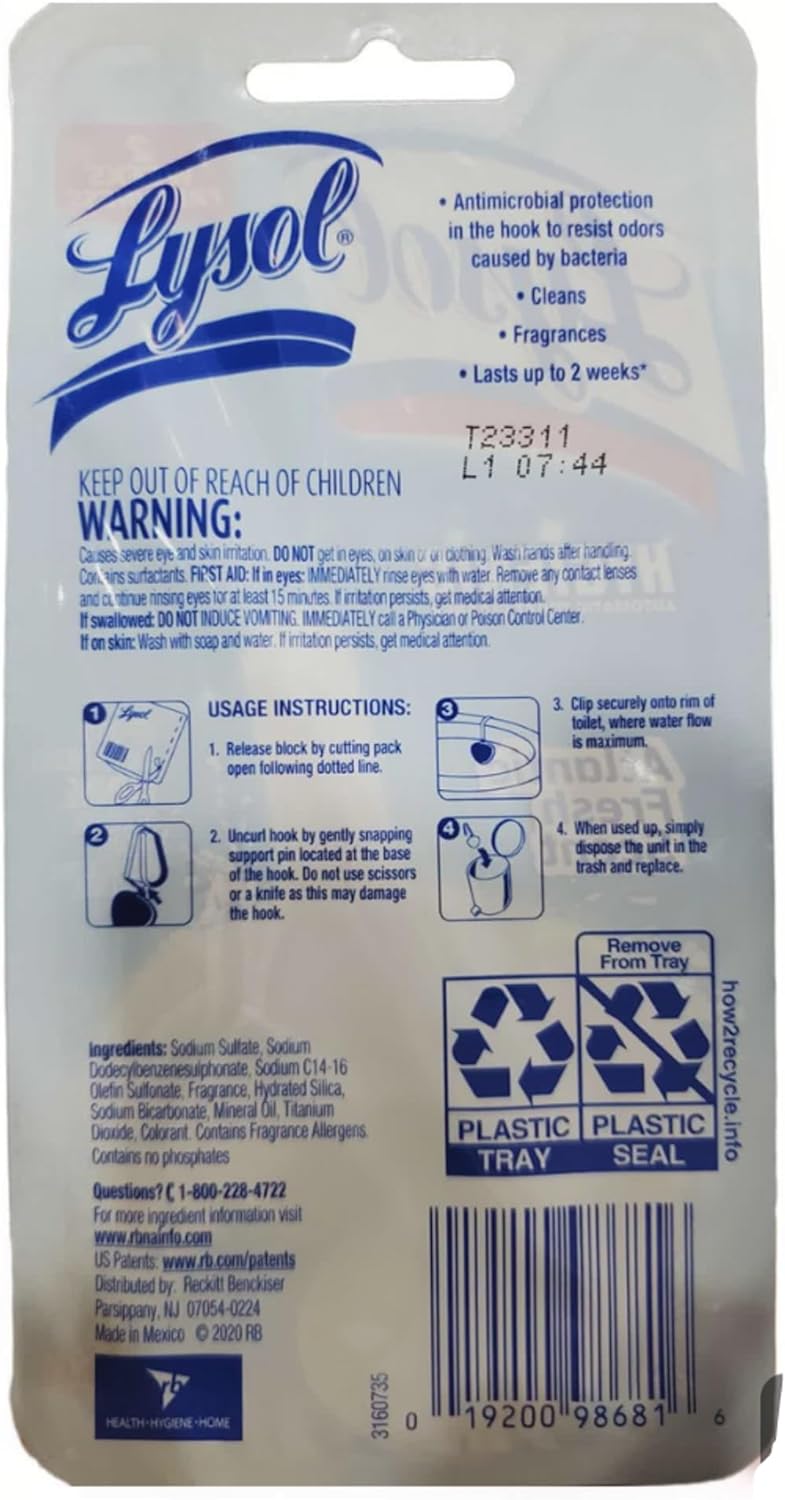 Lysol®
• Antimicrobial protection
in the hook to resist odors
caused by bacteria
• Cleans
• Fragrances
• Lasts up to 2 weeks*
T23311
L1 07:44
KEEP OUT OF REACH OF CHILDREN
WARNING:
Causes severe eye and skin irritation. DO NOT get in eyes, on skin or on clothing. Wash hands after handling.
Contains surfactants. FIRST AID: If in eyes: IMMEDIATELY rinse eyes with water. Remove any contact lenses
and continue rinsing eyes for at least 15 minutes. If irritation persists, get medical attention.
If swallowed: DO NOT INDUCE VOMITING. IMMEDIATELY call a Physician or Poison Control Center.
If on skin: Wash with soap and water. If irritation persists, get medical attention.
USAGE INSTRUCTIONS:
1
Lysol
1. Release block by cutting pack
open following dotted line.
2
2. Uncurl hook by gently snapping
support pin located at the base
of the hook. Do not use scissors
or a knife as this may damage
the hook.
3
3. Clip securely onto rim of
toilet, where water flow
is maximum.
4
4. When used up, simply
dispose the unit in the
trash and replace.
Remove
From Tray
PLASTIC
TRAY
PLASTIC
SEAL
how2recycle.info
Ingredients: Sodium Sulfate, Sodium
Dodecylbenzenesulphonate, Sodium C14-16
Olefin Sulfonate, Fragrance, Hydrated Silica,
Sodium Bicarbonate, Mineral Oil, Titanium
Dioxide, Colorant. Contains Fragrance Allergens.
Contains no phosphates
Questions? 1-800-228-4722
For more ingredient information visit
www.rbnainfo.com
US Patents: www.rb.com/patents
Distributed by: Reckitt Benckiser
Parsippany, NJ 07054-0224
Made in Mexico © 2020 RB
rb
HEALTH•HYGIENE•HOME
3160735
0 19200 98681 6